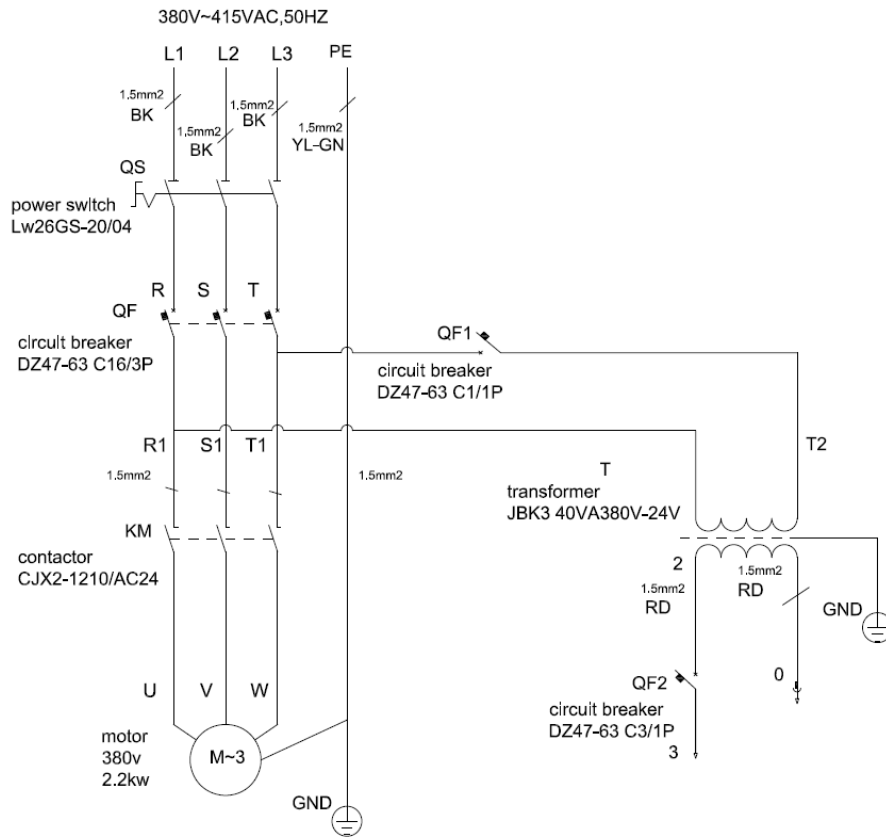 380V~415VAC,50HZ
L1 L2 L3 PE
1.5mm2
BK
1.5mm2
BK
1.5mm2
BK
1.5mm2
YL-GN
QS
power switch
Lw26GS-20/04
R S T
QF
circuit breaker
DZ47-63 C16/3P
QF1
circuit breaker
DZ47-63 C1/1P
R1 S1 T1
T2
1.5mm2
1.5mm2
T
transformer
JBK3 40VA380V-24V
KM
contactor
CJX2-1210/AC24
2
1.5mm2
RD
1.5mm2
RD
GND
U V W
QF2
circuit breaker
DZ47-63 C3/1P
0
3
motor
380v
2.2kw
M~3
GND